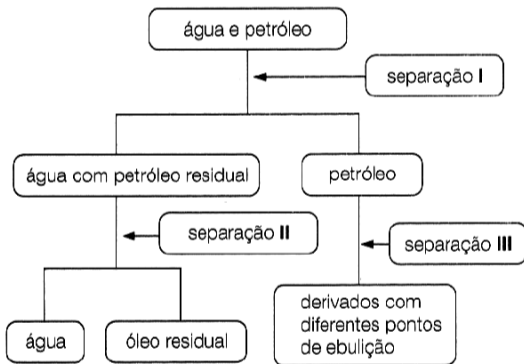 água e petróleo
separação I
água com petróleo residual
petróleo
separação II
separação III
água
óleo residual
derivados com
diferentes pontos
de ebulição